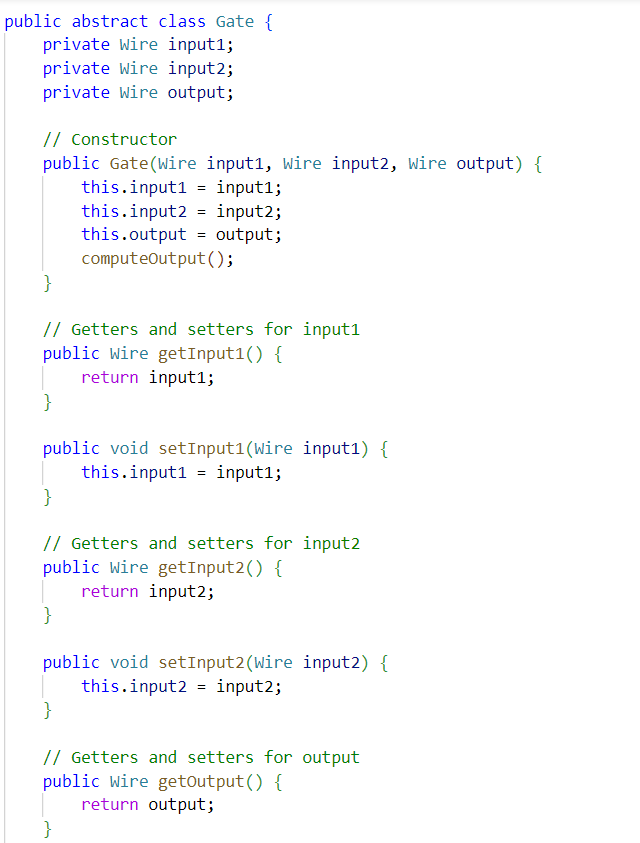 public abstract class Gate {
    private Wire input1;
    private Wire input2;
    private Wire output;

    // Constructor
    public Gate(Wire input1, Wire input2, Wire output) {
        this.input1 = input1;
        this.input2 = input2;
        this.output = output;
        computeOutput();
    }

    // Getters and setters for input1
    public Wire getInput1() {
        return input1;
    }

    public void setInput1(Wire input1) {
        this.input1 = input1;
    }

    // Getters and setters for input2
    public Wire getInput2() {
        return input2;
    }

    public void setInput2(Wire input2) {
        this.input2 = input2;
    }

    // Getters and setters for output
    public Wire getOutput() {
        return output;
    }